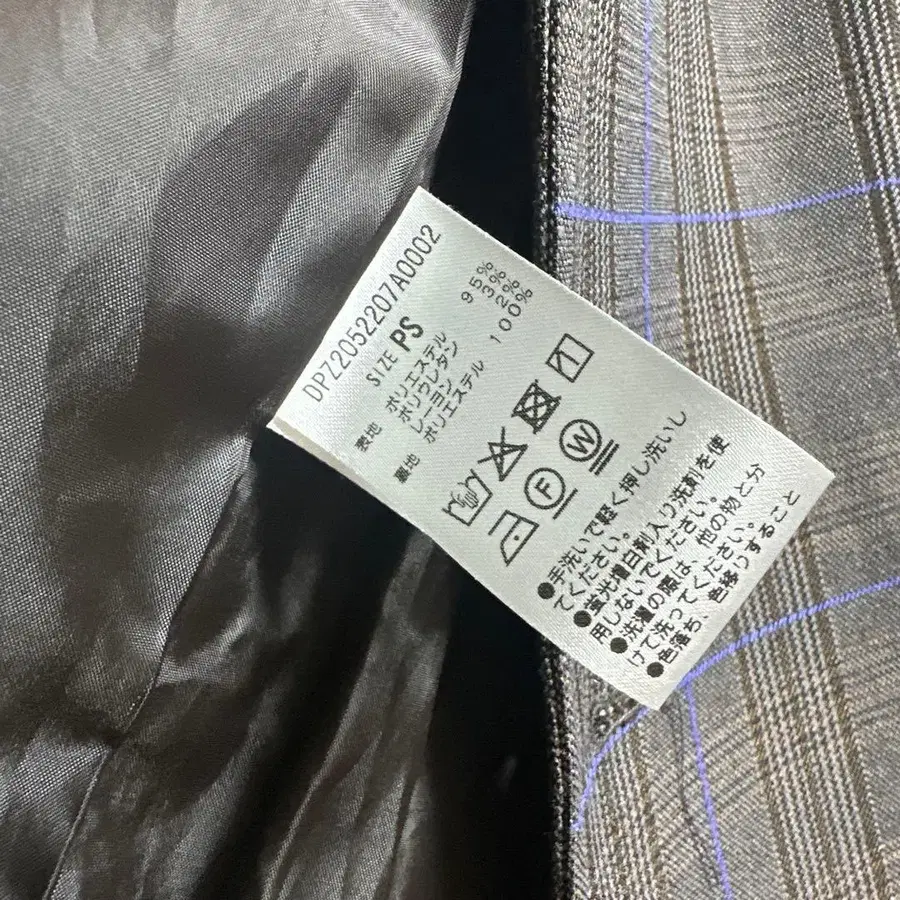 DPZ2052207A0002
SIZE PS
表地 ポリエステル 95%
ポリウレタン 3%
レーヨン 2%
裏地 ポリエステル 100%
F W
●手洗いで軽く押し洗いし
てください。
●蛍光増白剤入り洗剤を使
用しないでください。
●洗濯の際は、他の物と分
けて洗ってください。
●色落ち、色移りすること